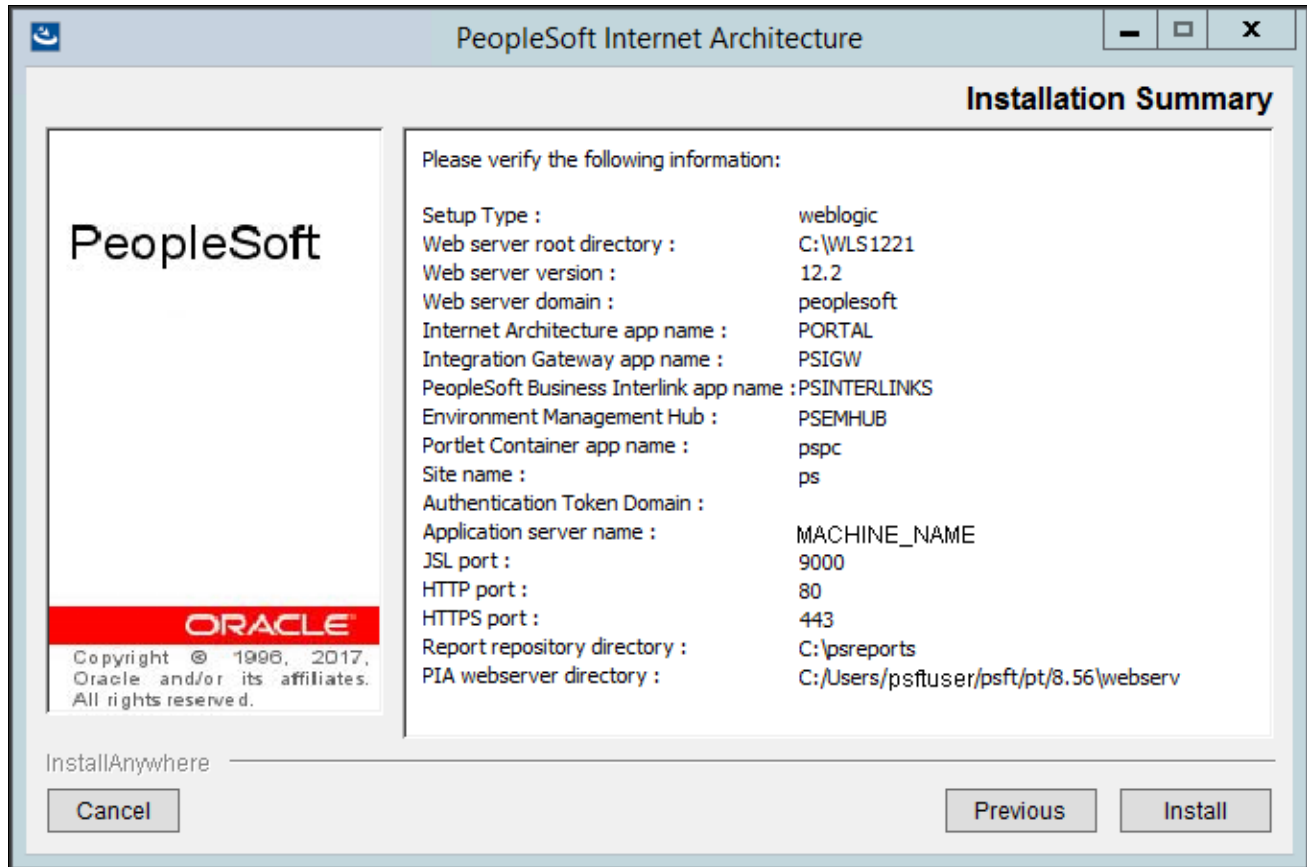 PeopleSoft Internet Architecture
Installation Summary
PeopleSoft
ORACLE
Copyright © 1996, 2017,
Oracle and/or its affiliates.
All rights reserved.
Please verify the following information:
Setup Type : weblogic
Web server root directory : C:\WLS1221
Web server version : 12.2
Web server domain : peoplesoft
Internet Architecture app name : PORTAL
Integration Gateway app name : PSIGW
PeopleSoft Business Interlink app name :PSINTERLINKS
Environment Management Hub : PSEMHUB
Portlet Container app name : pspc
Site name : ps
Authentication Token Domain :
Application server name : MACHINE_NAME
JSL port : 9000
HTTP port : 80
HTTPS port : 443
Report repository directory : C:\psreports
PIA webserver directory : C:/Users/psftuser/psft/pt/8.56\webserv
InstallAnywhere
Cancel
Previous
Install